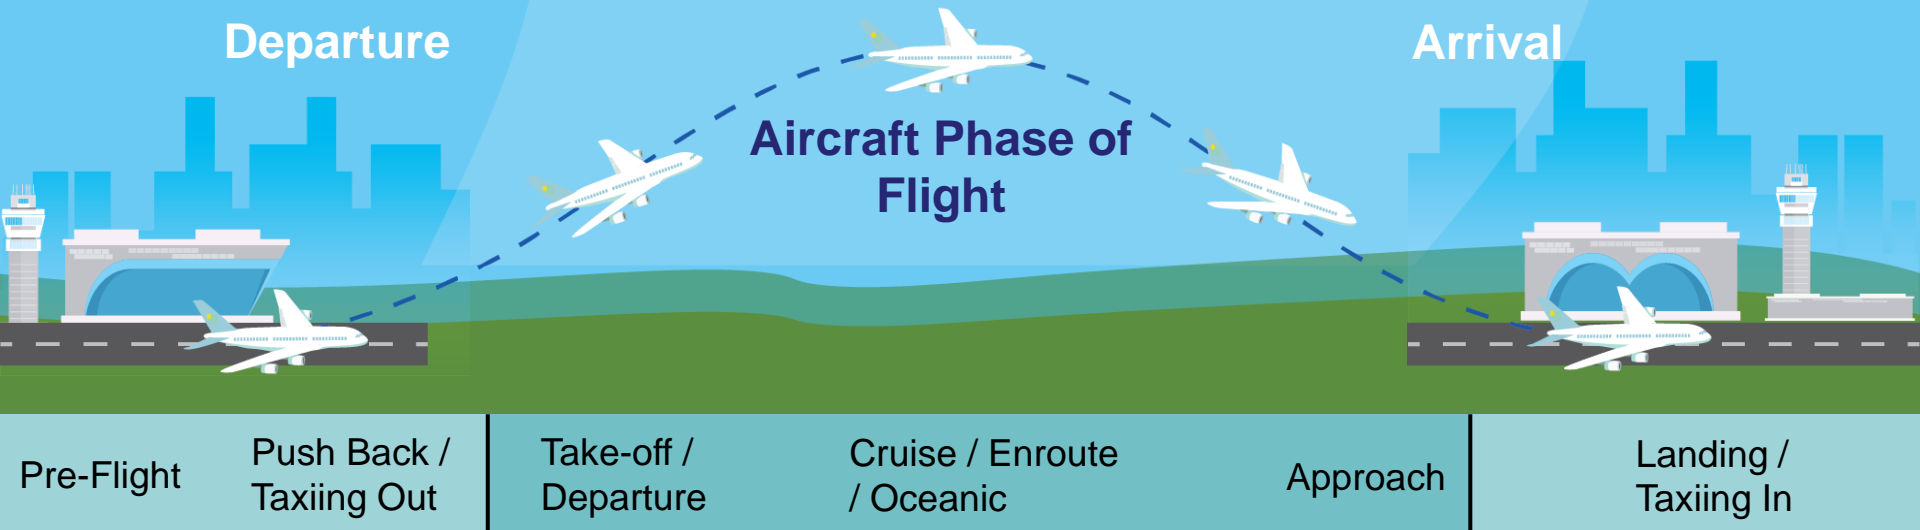 Departure
Arrival
Aircraft Phase of
Flight
Pre-Flight
Push Back /
Taxiing Out
Take-off /
Departure
Cruise / Enroute
/ Oceanic
Approach
Landing /
Taxiing In